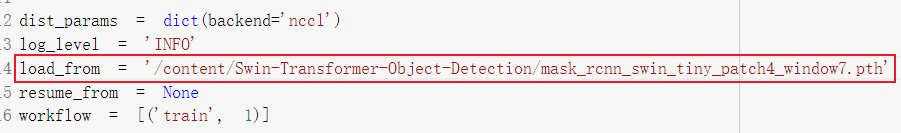 2 dist_params = dict(backend='nccl')
3 log_level = 'INFO'
4 load_from = '/content/Swin-Transformer-Object-Detection/mask_rcnn_swin_tiny_patch4_window7.pth'
5 resume_from = None
6 workflow = [('train', 1)]